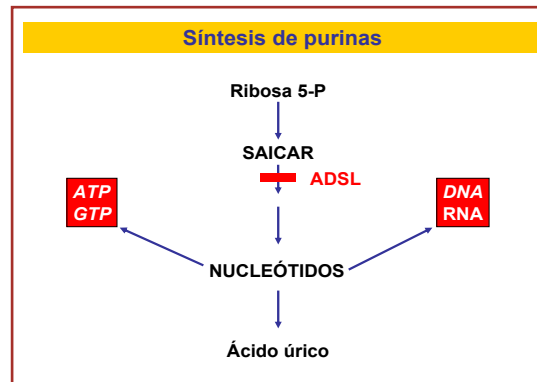 Síntesis de purinas
Ribosa 5-P
SAICAR
ADSL
ATP
GTP
DNA
RNA
NUCLEÓTIDOS
Ácido úrico